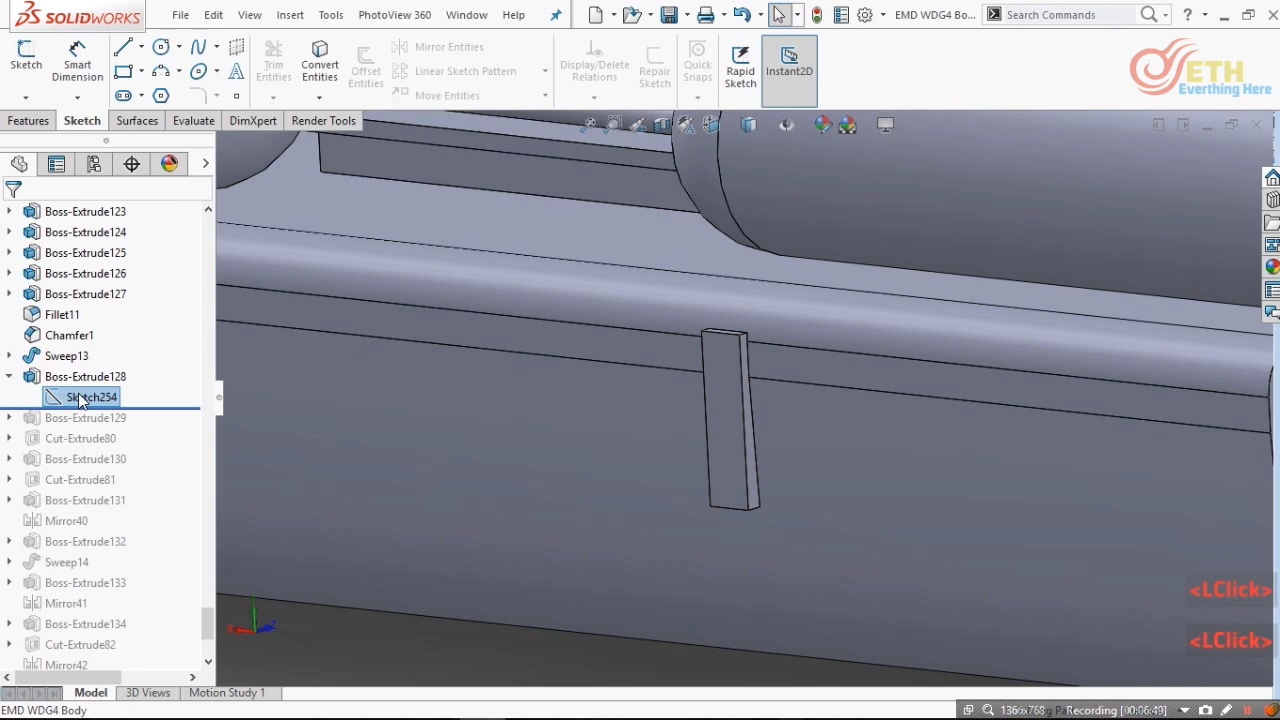 SOLIDWORKS File Edit View Insert Tools PhotoView 360 Window Help EMD WDG4 Bo... Search Commands ?
Sketch Smart Dimension Trim Entities Convert Entities Offset Entities Mirror Entities Linear Sketch Pattern Move Entities Display/Delete Relations Repair Sketch Quick Snaps Rapid Sketch Instant2D
ETH
Everthing Here
Features Sketch Surfaces Evaluate DimXpert Render Tools
Boss-Extrude123
Boss-Extrude124
Boss-Extrude125
Boss-Extrude126
Boss-Extrude127
Fillet11
Chamfer1
Sweep13
Boss-Extrude128
Boss-Extrude129
Cut-Extrude80
Boss-Extrude130
Cut-Extrude81
Boss-Extrude131
Mirror40
Boss-Extrude132
Sweep14
Boss-Extrude133
Mirror41
Boss-Extrude134
Cut-Extrude82
Mirror42
<LClick>
<LClick>
Model 3D Views Motion Study 1
EMD WDG4 Body 1366x768 Recording [00:06:49]